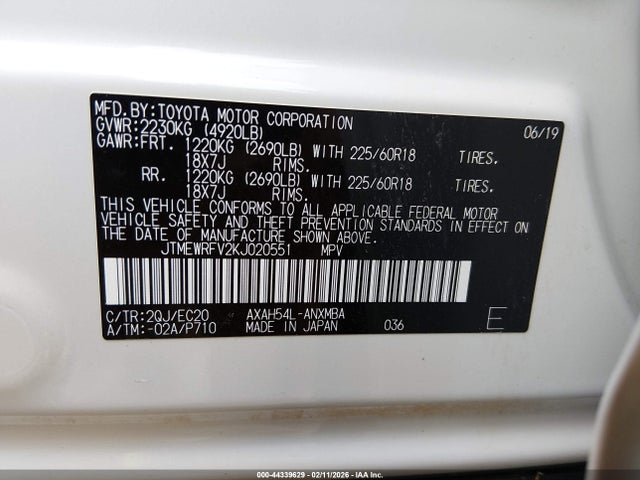 MFD.BY:TOYOTA MOTOR CORPORATION 06/19
GVWR:2230KG (4920LB)
GAWR:FRT. 1220KG (2690LB) WITH 225/60R18 TIRES.
18X7J RIMS.
RR. 1220KG (2690LB) WITH 225/60R18 TIRES.
18X7J RIMS.
THIS VEHICLE CONFORMS TO ALL APPLICABLE FEDERAL MOTOR
VEHICLE SAFETY AND THEFT PREVENTION STANDARDS IN EFFECT
ON THE DATE OF MANUFACTURE SHOWN ABOVE.
JTMEWRFV2KJ020551 MPV
C/TR:2QJ/EC20 AXAH54L-ANXMBA
A/TM:-02A/P710 MADE IN JAPAN 036 E
000-44339629 - 02/11/2026 - IAA Inc.